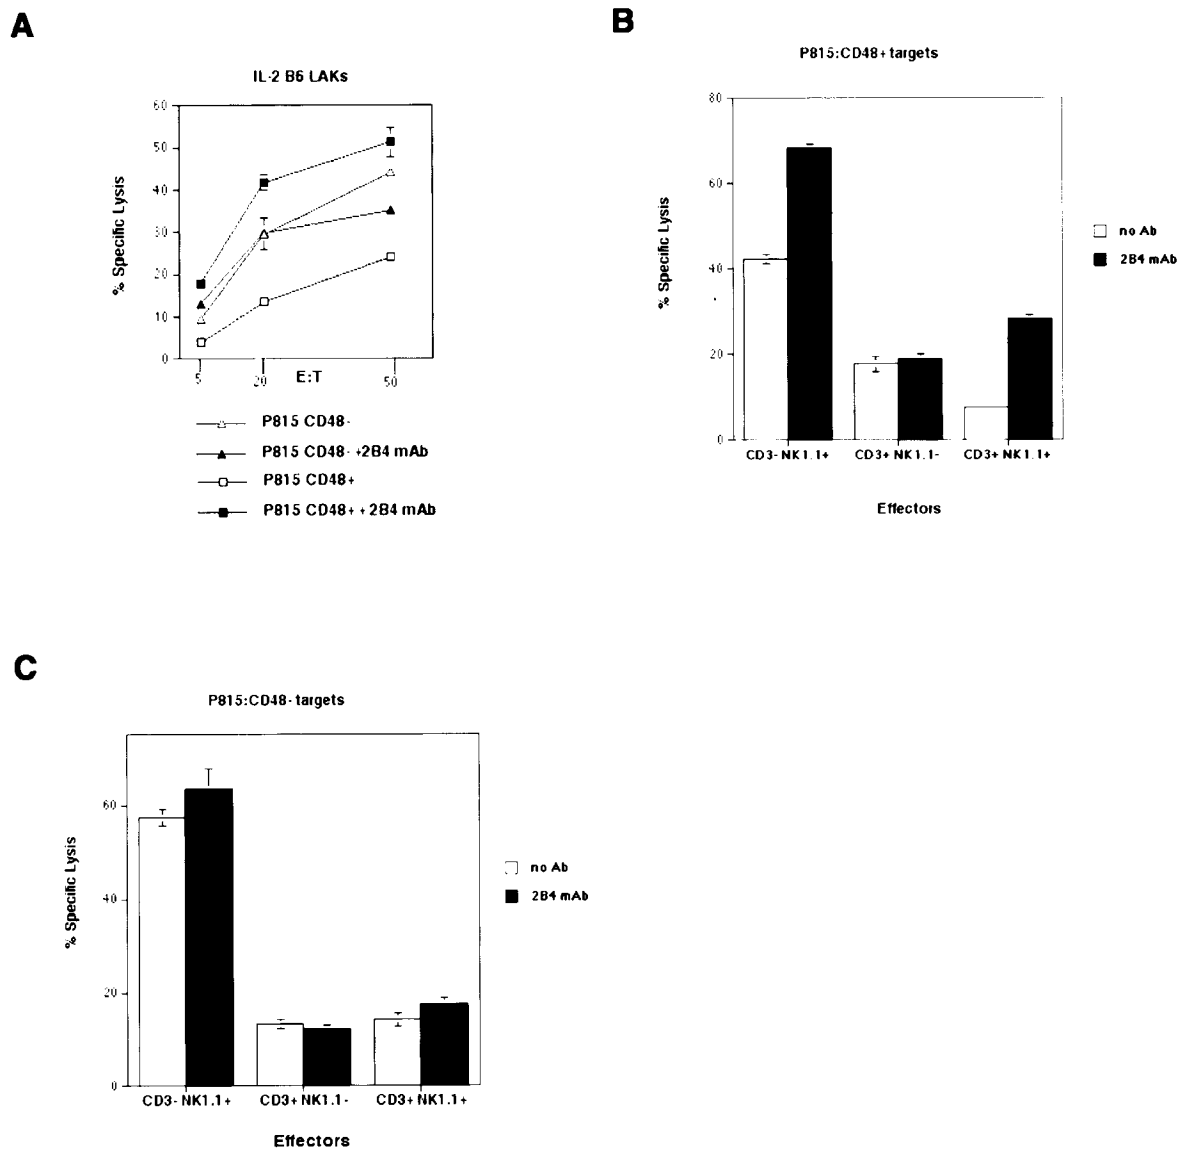 A
IL-2 B6 LAKs
% Specific Lysis
60
50
40
30
20
10
0
5
20
50
E:T
P815 CD48-
P815 CD48- +2B4 mAb
P815 CD48+
P815 CD48+ + 2B4 mAb
B
P815:CD48+ targets
% Specific Lysis
80
60
40
20
0
CD3- NK1.1+
CD3+ NK1.1-
CD3+ NK1.1+
Effectors
no Ab
2B4 mAb
C
P815:CD48- targets
% Specific Lysis
60
40
20
0
CD3- NK1.1+
CD3+ NK1.1-
CD3+ NK1.1+
Effectors
no Ab
2B4 mAb